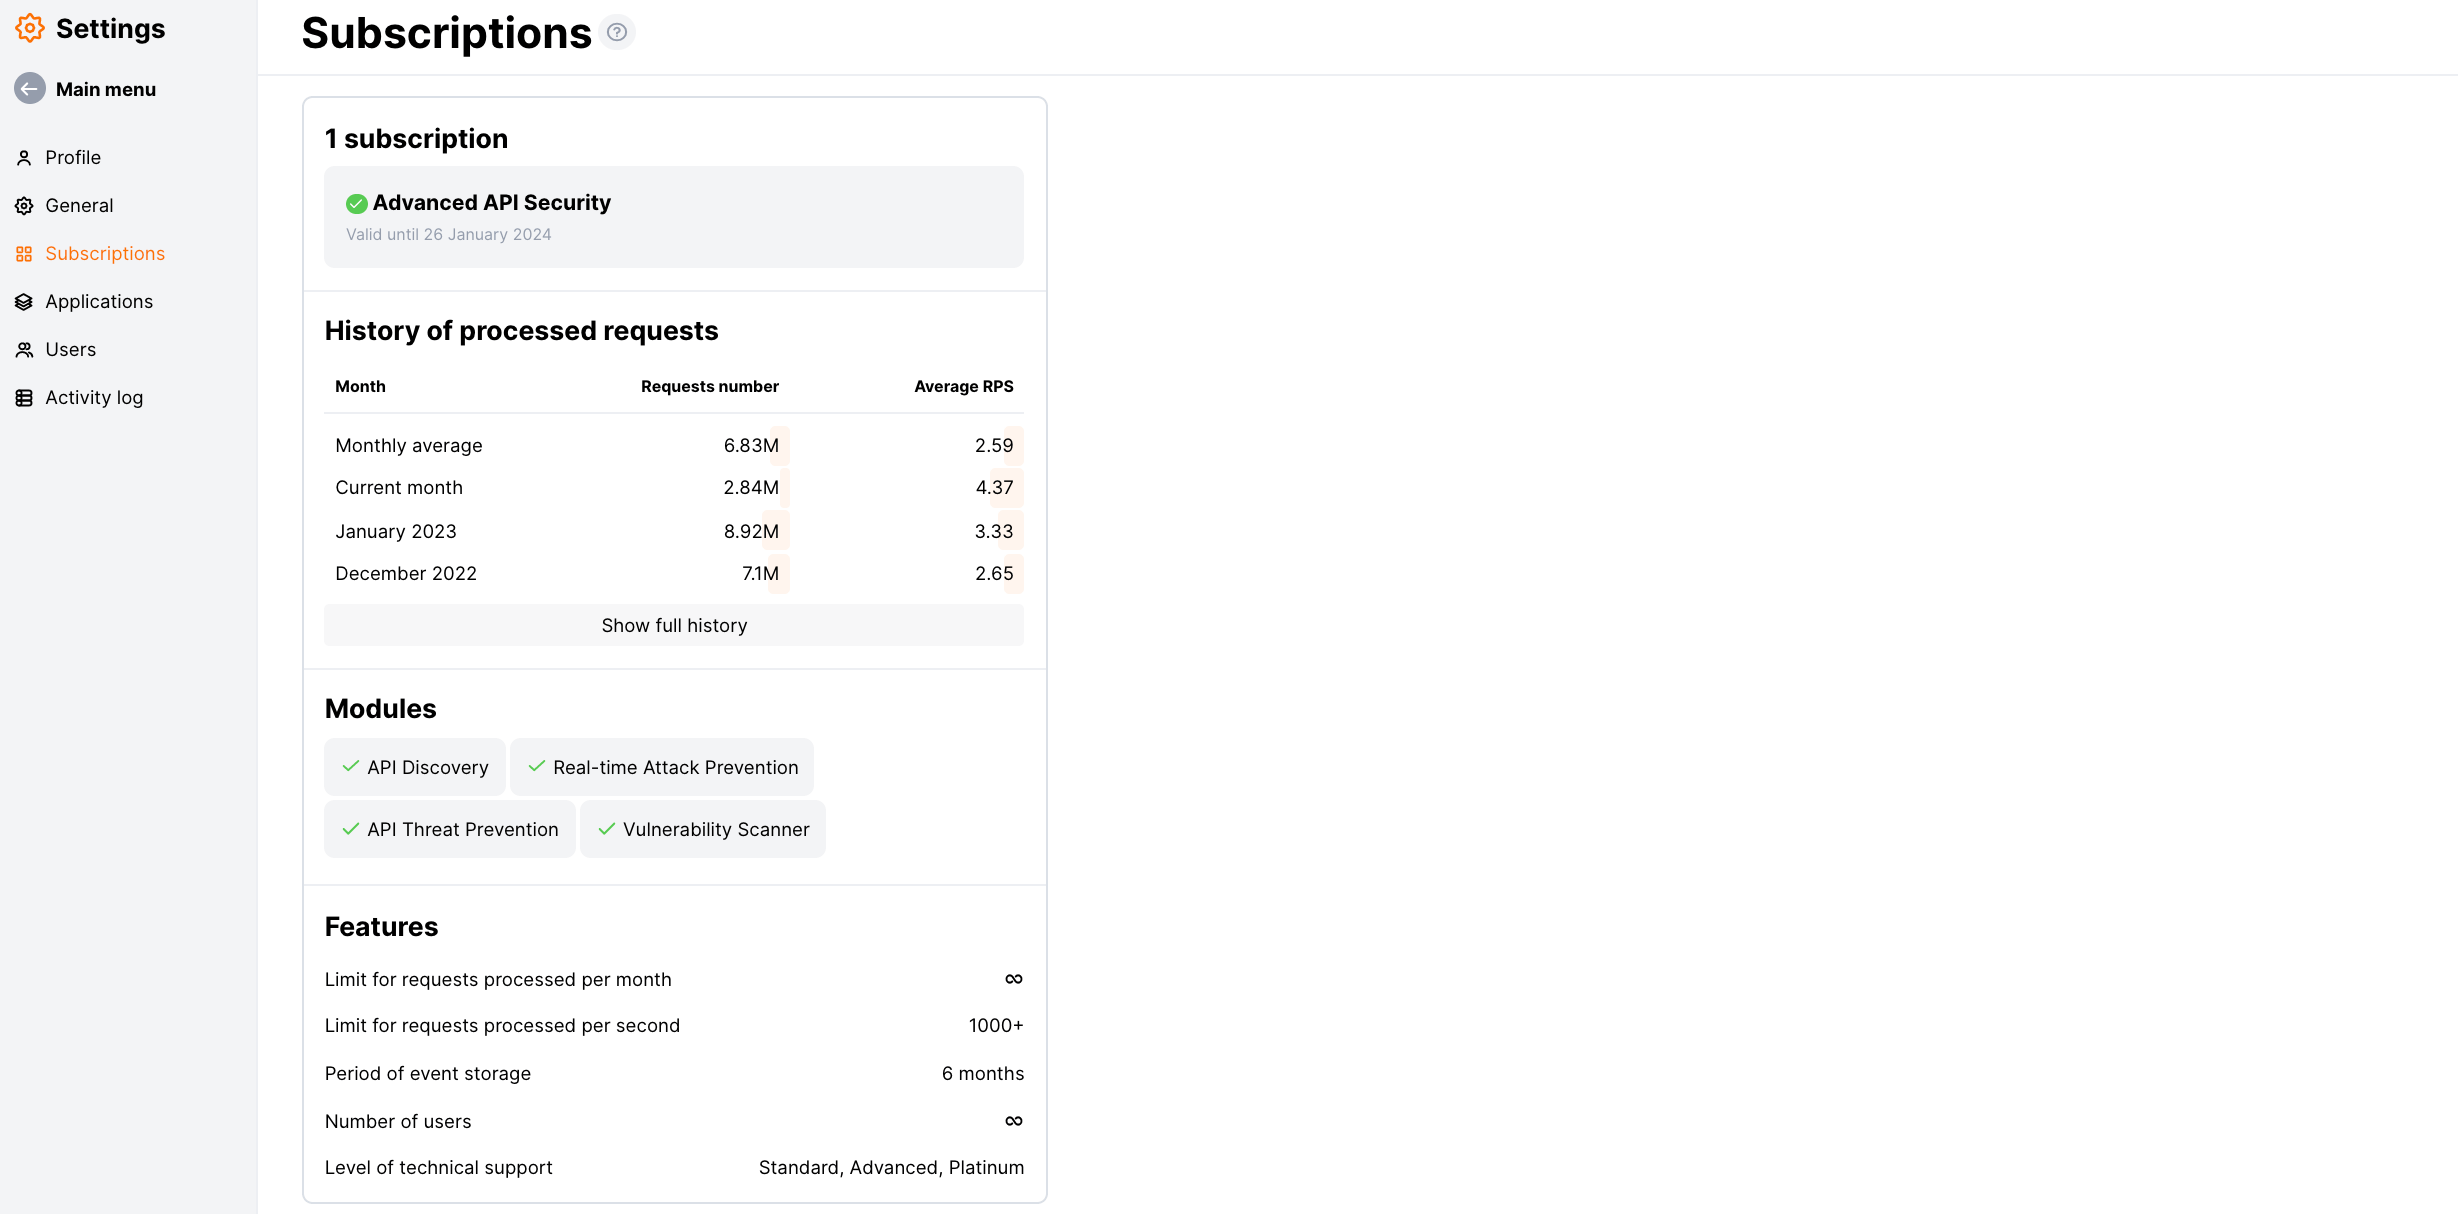 Settings
Main menu
Profile
General
Subscriptions
Applications
Users
Activity log
Subscriptions
1 subscription
Advanced API Security
Valid until 26 January 2024
History of processed requests
Month Requests number Average RPS
Monthly average 6.83M 2.59
Current month 2.84M 4.37
January 2023 8.92M 3.33
December 2022 7.1M 2.65
Show full history
Modules
API Discovery Real-time Attack Prevention
API Threat Prevention Vulnerability Scanner
Features
Limit for requests processed per month ∞
Limit for requests processed per second 1000+
Period of event storage 6 months
Number of users ∞
Level of technical support Standard, Advanced, Platinum